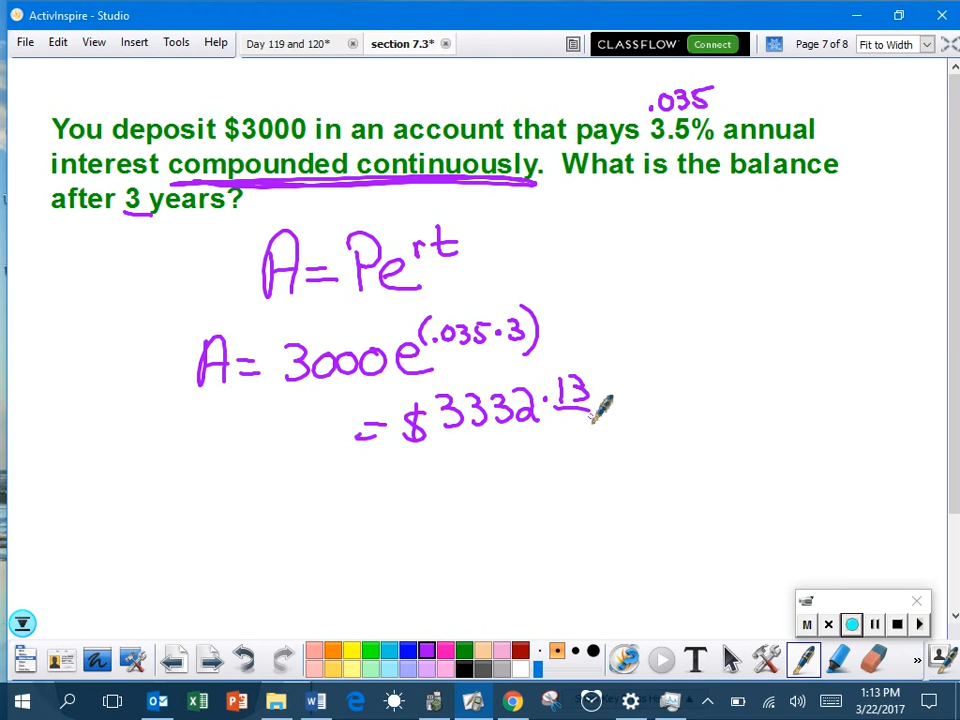 ActivInspire - Studio
File Edit View Insert Tools Help Day 119 and 120* section 7.3* CLASSFLOW Connect Page 7 of 8 Fit to Width
.035
You deposit $3000 in an account that pays 3.5% annual
interest compounded continuously. What is the balance
after 3 years?
A = Pe^rt
A = 3000e^(.035·3)
= $3332.13
M
T
1:13 PM
3/22/2017